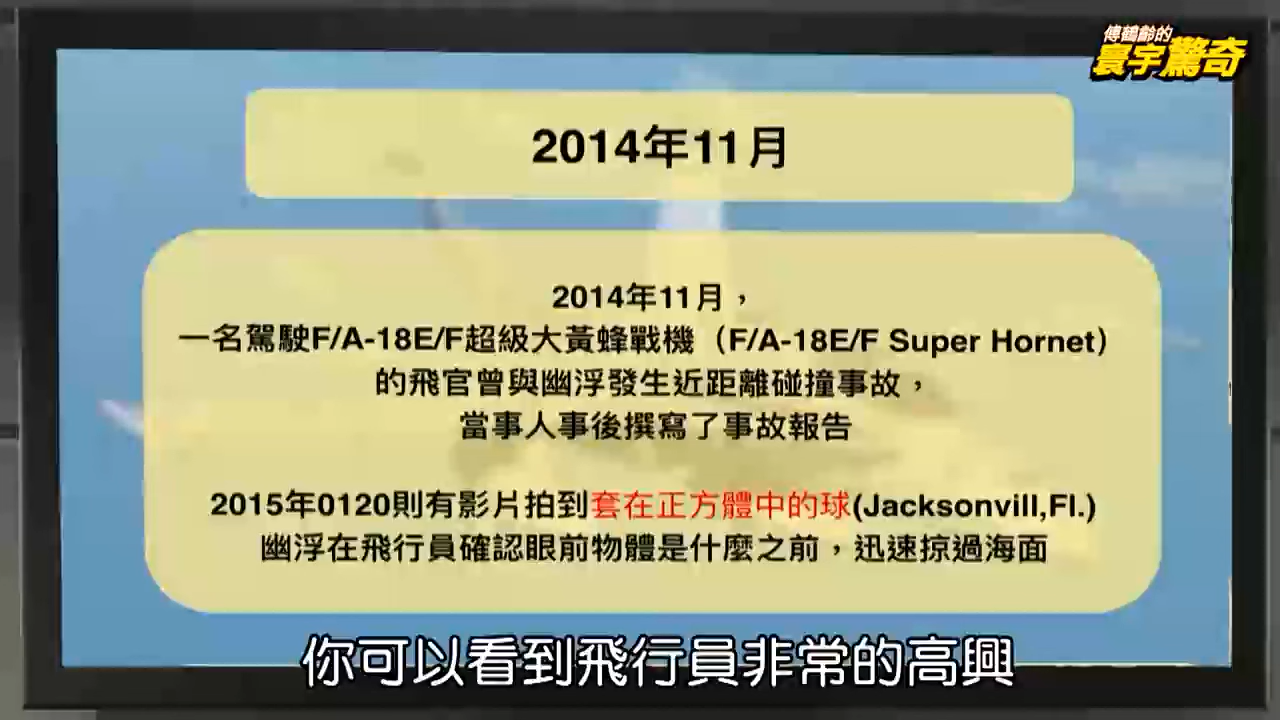 傅鶴齡的
寰宇驚奇
2014年11月
2014年11月，
一名駕駛F/A-18E/F超級大黃蜂戰機（F/A-18E/F Super Hornet）
的飛官曾與幽浮發生近距離碰撞事故，
當事人事後撰寫了事故報告
2015年0120則有影片拍到套在正方體中的球(Jacksonvill,Fl.)
幽浮在飛行員確認眼前物體是什麼之前，迅速掠過海面
你可以看到飛行員非常的高興